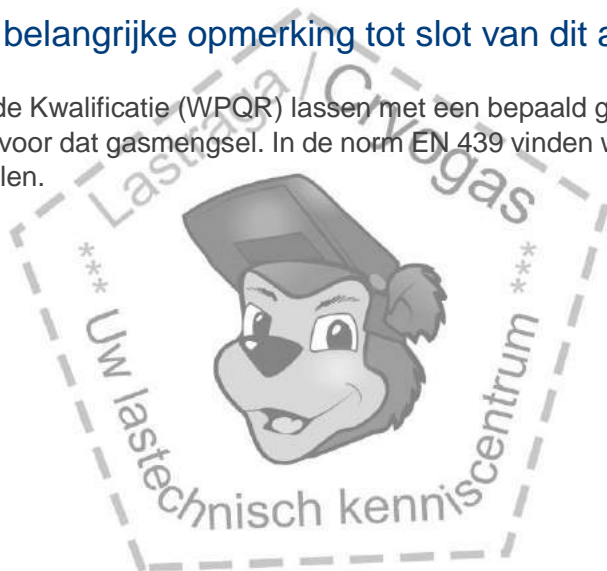 belangrijke opmerking tot slot van dit a
de Kwalificatie (WPQR) lassen met een bepaald g
voor dat gasmengsel. In de norm EN 439 vinden w
len.
Lastraga / Cryogas
*** Uw lastechnisch kenniscentrum ***